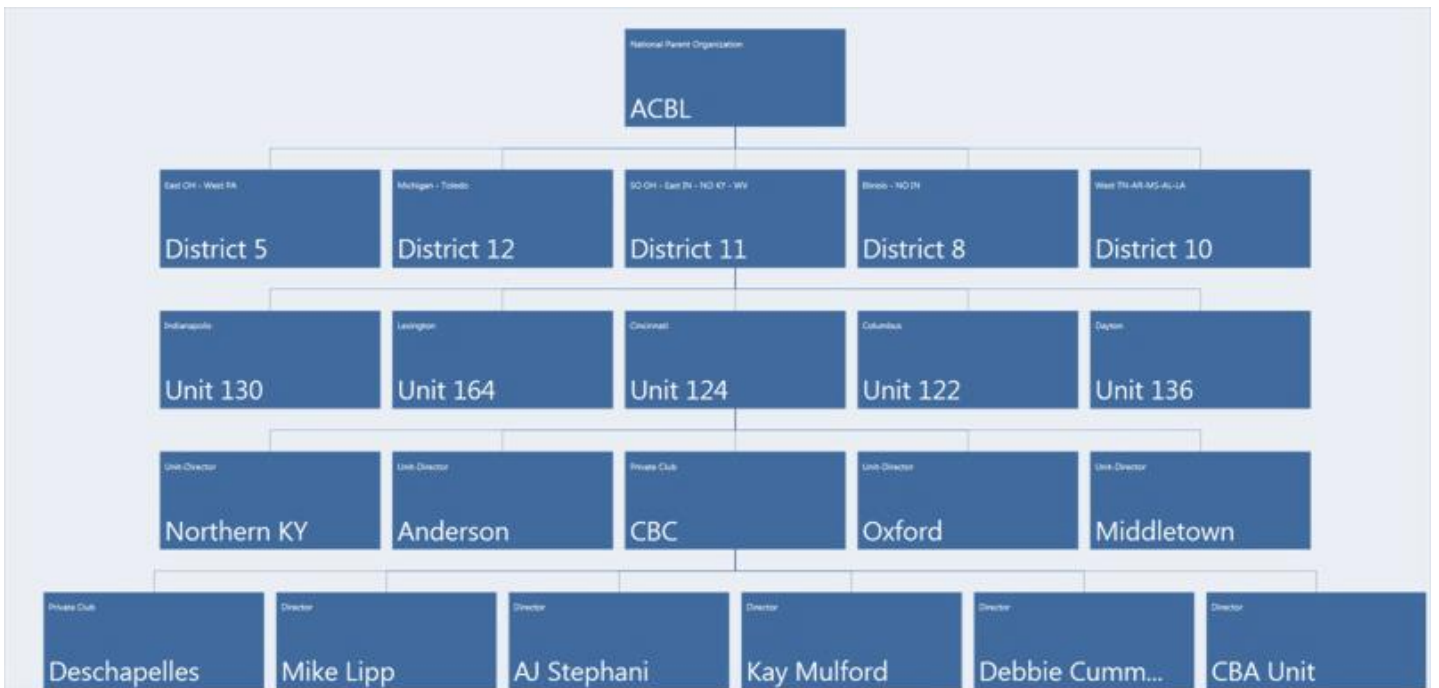 National Parent Organization
ACBL
East OH - West PA
District 5
Michigan - Toledo
District 12
SO OH - East IN - NO KY - WV
District 11
Illinois - NO IN
District 8
West TN-AR-MS-AL-LA
District 10
Indianapolis
Unit 130
Lexington
Unit 164
Cincinnati
Unit 124
Columbus
Unit 122
Dayton
Unit 136
Unit-Director
Northern KY
Unit-Director
Anderson
Private Club
CBC
Unit-Director
Oxford
Unit-Director
Middletown
Private Club
Deschapelles
Director
Mike Lipp
Director
AJ Stephani
Director
Kay Mulford
Director
Debbie Cumm...
Director
CBA Unit